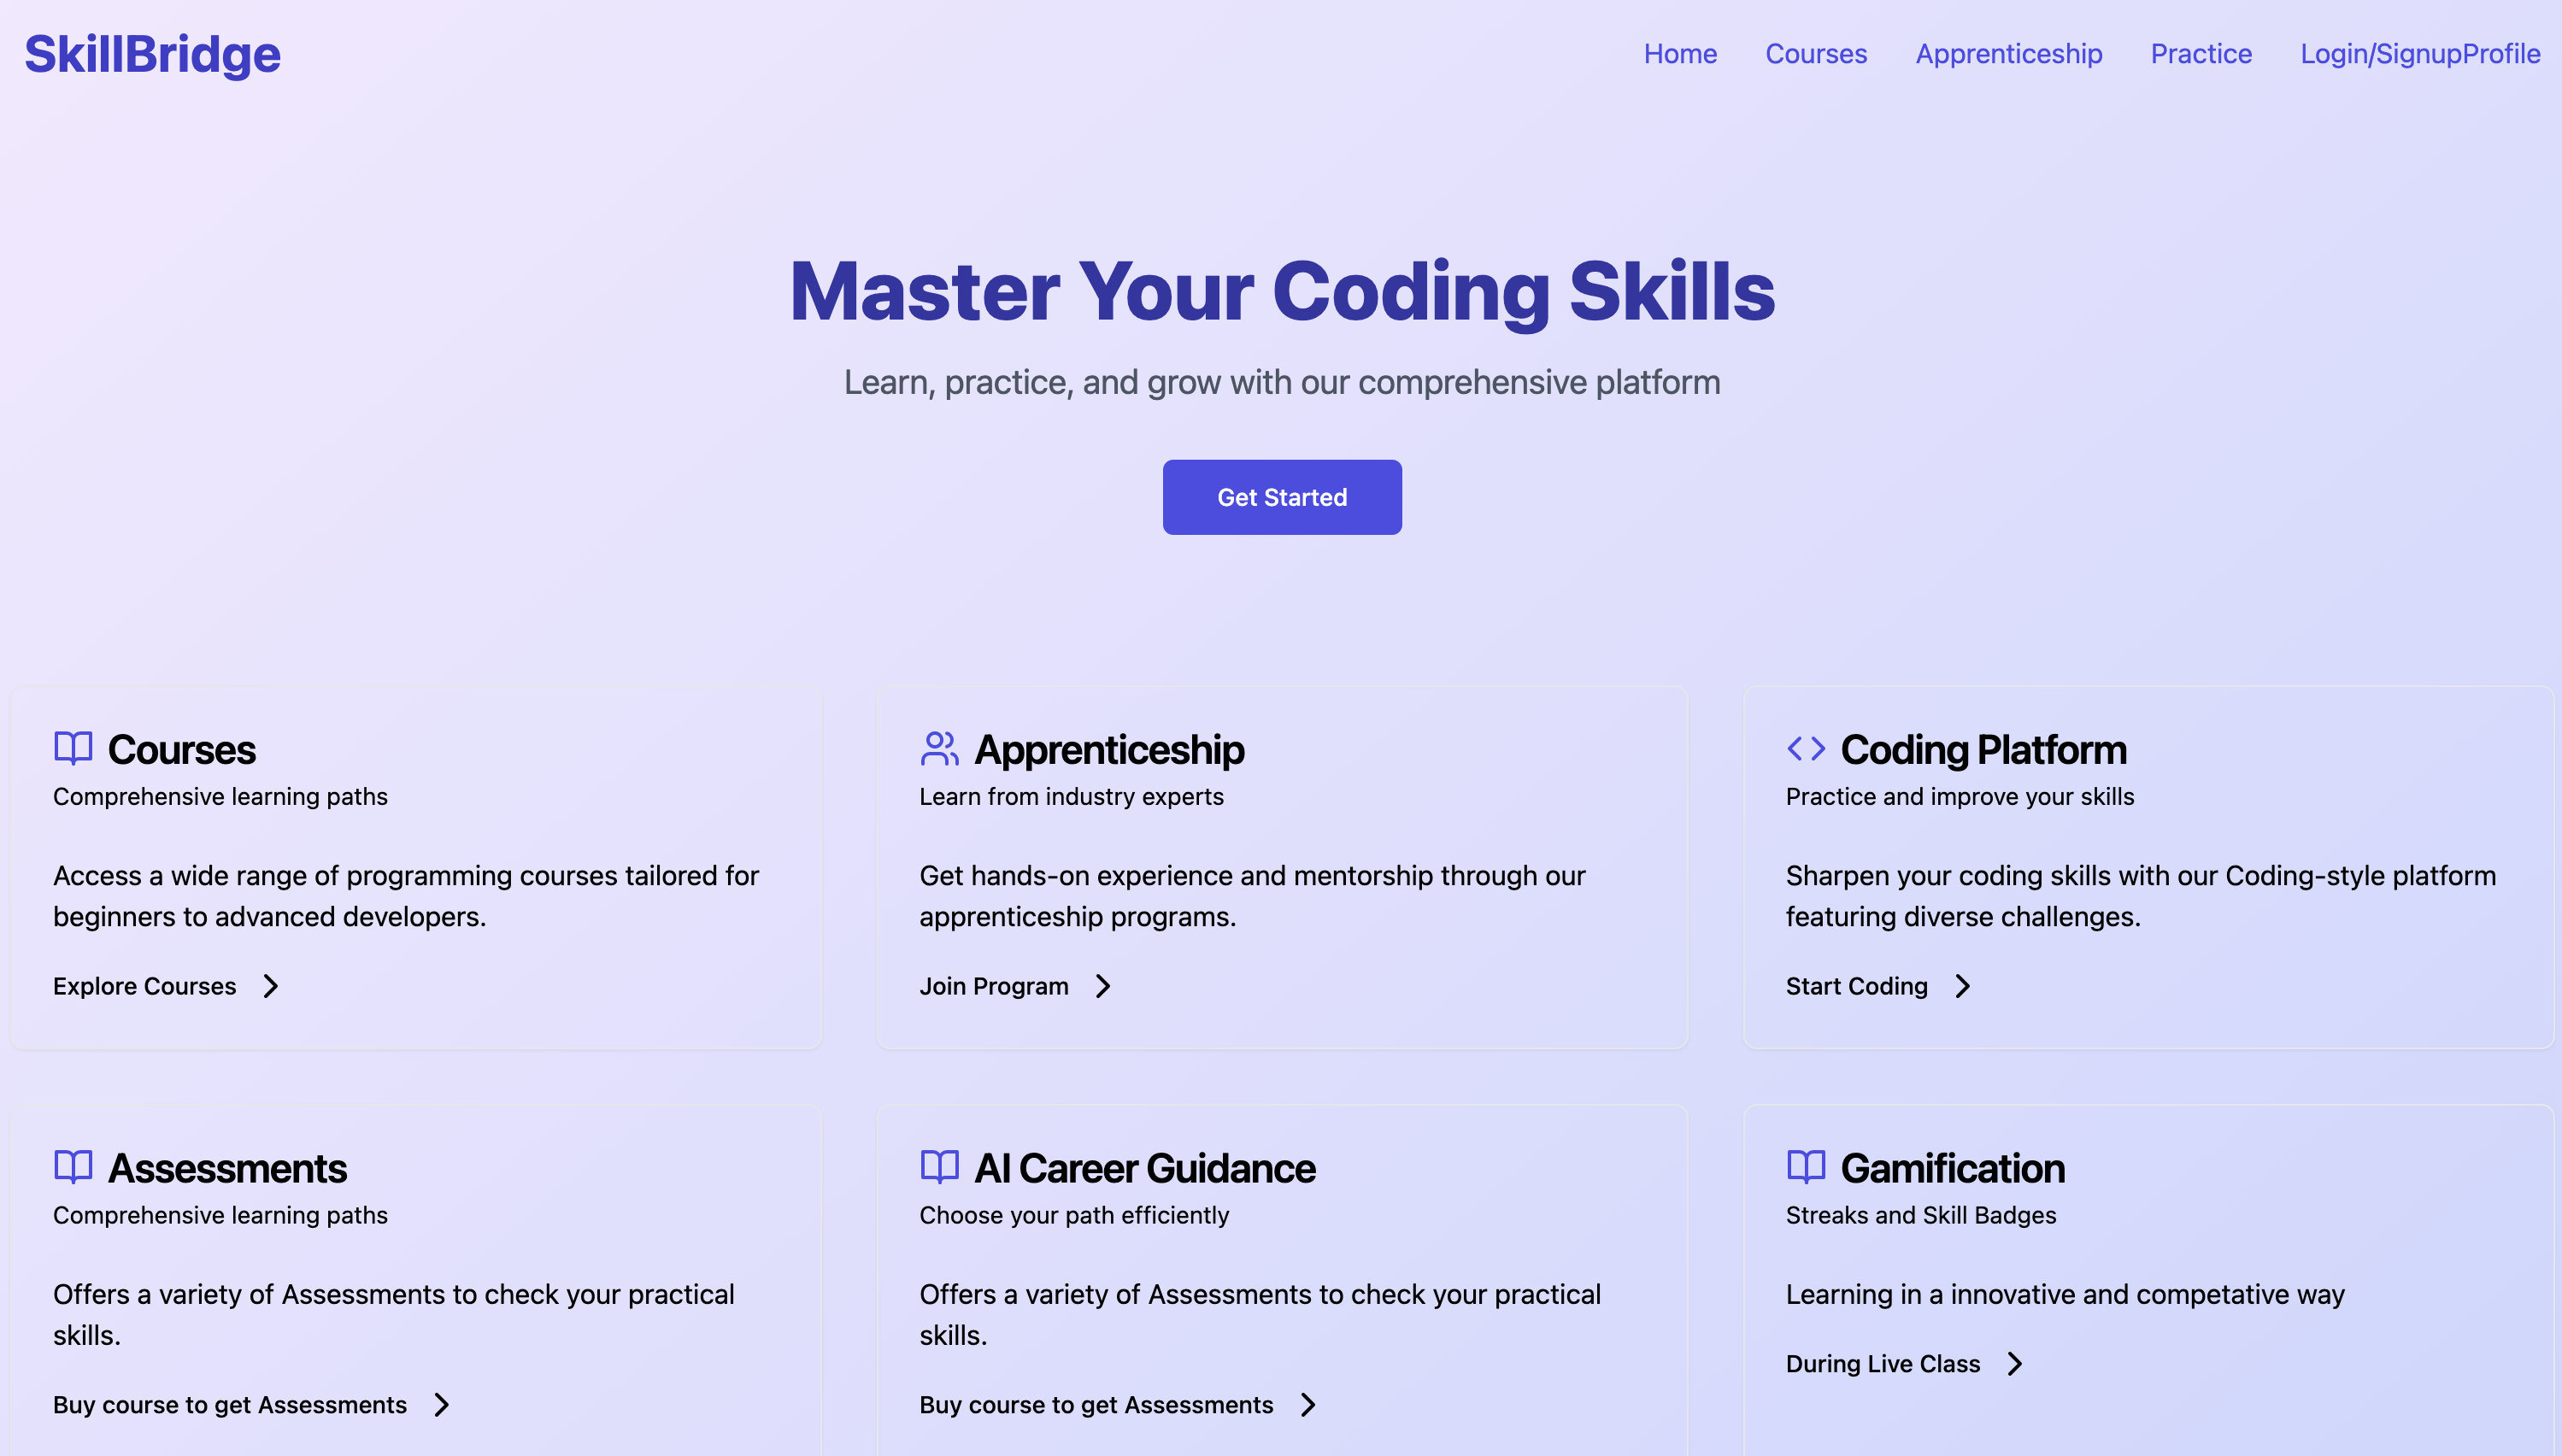 SkillBridge
Home Courses Apprenticeship Practice Login/SignupProfile
Master Your Coding Skills
Learn, practice, and grow with our comprehensive platform
Get Started
Courses
Comprehensive learning paths
Access a wide range of programming courses tailored for
beginners to advanced developers.
Explore Courses
Apprenticeship
Learn from industry experts
Get hands-on experience and mentorship through our
apprenticeship programs.
Join Program
Coding Platform
Practice and improve your skills
Sharpen your coding skills with our Coding-style platform
featuring diverse challenges.
Start Coding
Assessments
Comprehensive learning paths
Offers a variety of Assessments to check your practical
skills.
Buy course to get Assessments
AI Career Guidance
Choose your path efficiently
Offers a variety of Assessments to check your practical
skills.
Buy course to get Assessments
Gamification
Streaks and Skill Badges
Learning in a innovative and competative way
During Live Class